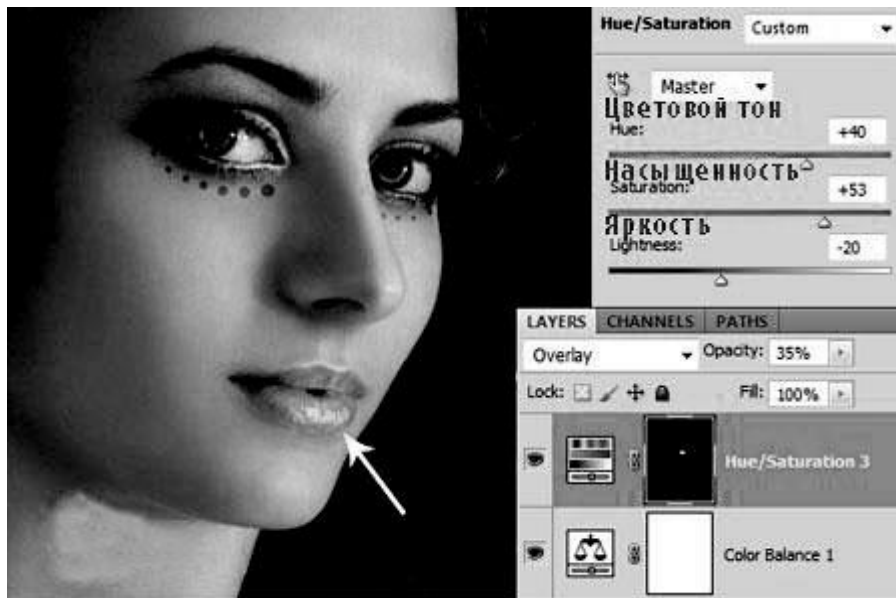 Hue/Saturation Custom
Master
Цветовой тон
Hue: +40
Насыщенность
Saturation: +53
Яркость
Lightness: -20
LAYERS CHANNELS PATHS
Overlay Opacity: 35%
Lock: Fill: 100%
Hue/Saturation 3
Color Balance 1